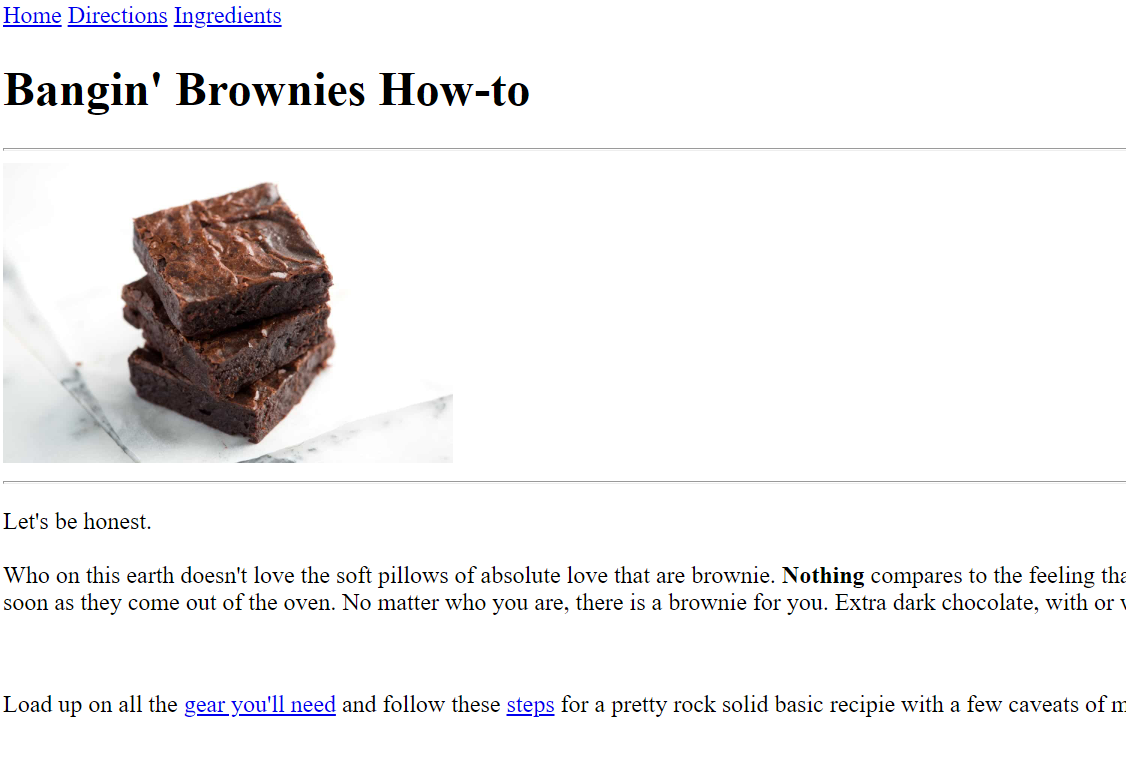 Home Directions Ingredients
Bangin' Brownies How-to
Let's be honest.
Who on this earth doesn't love the soft pillows of absolute love that are brownie. Nothing compares to the feeling
soon as they come out of the oven. No matter who you are, there is a brownie for you. Extra dark chocolate, with or
Load up on all the gear you'll need and follow these steps for a pretty rock solid basic recipie with a few caveats of